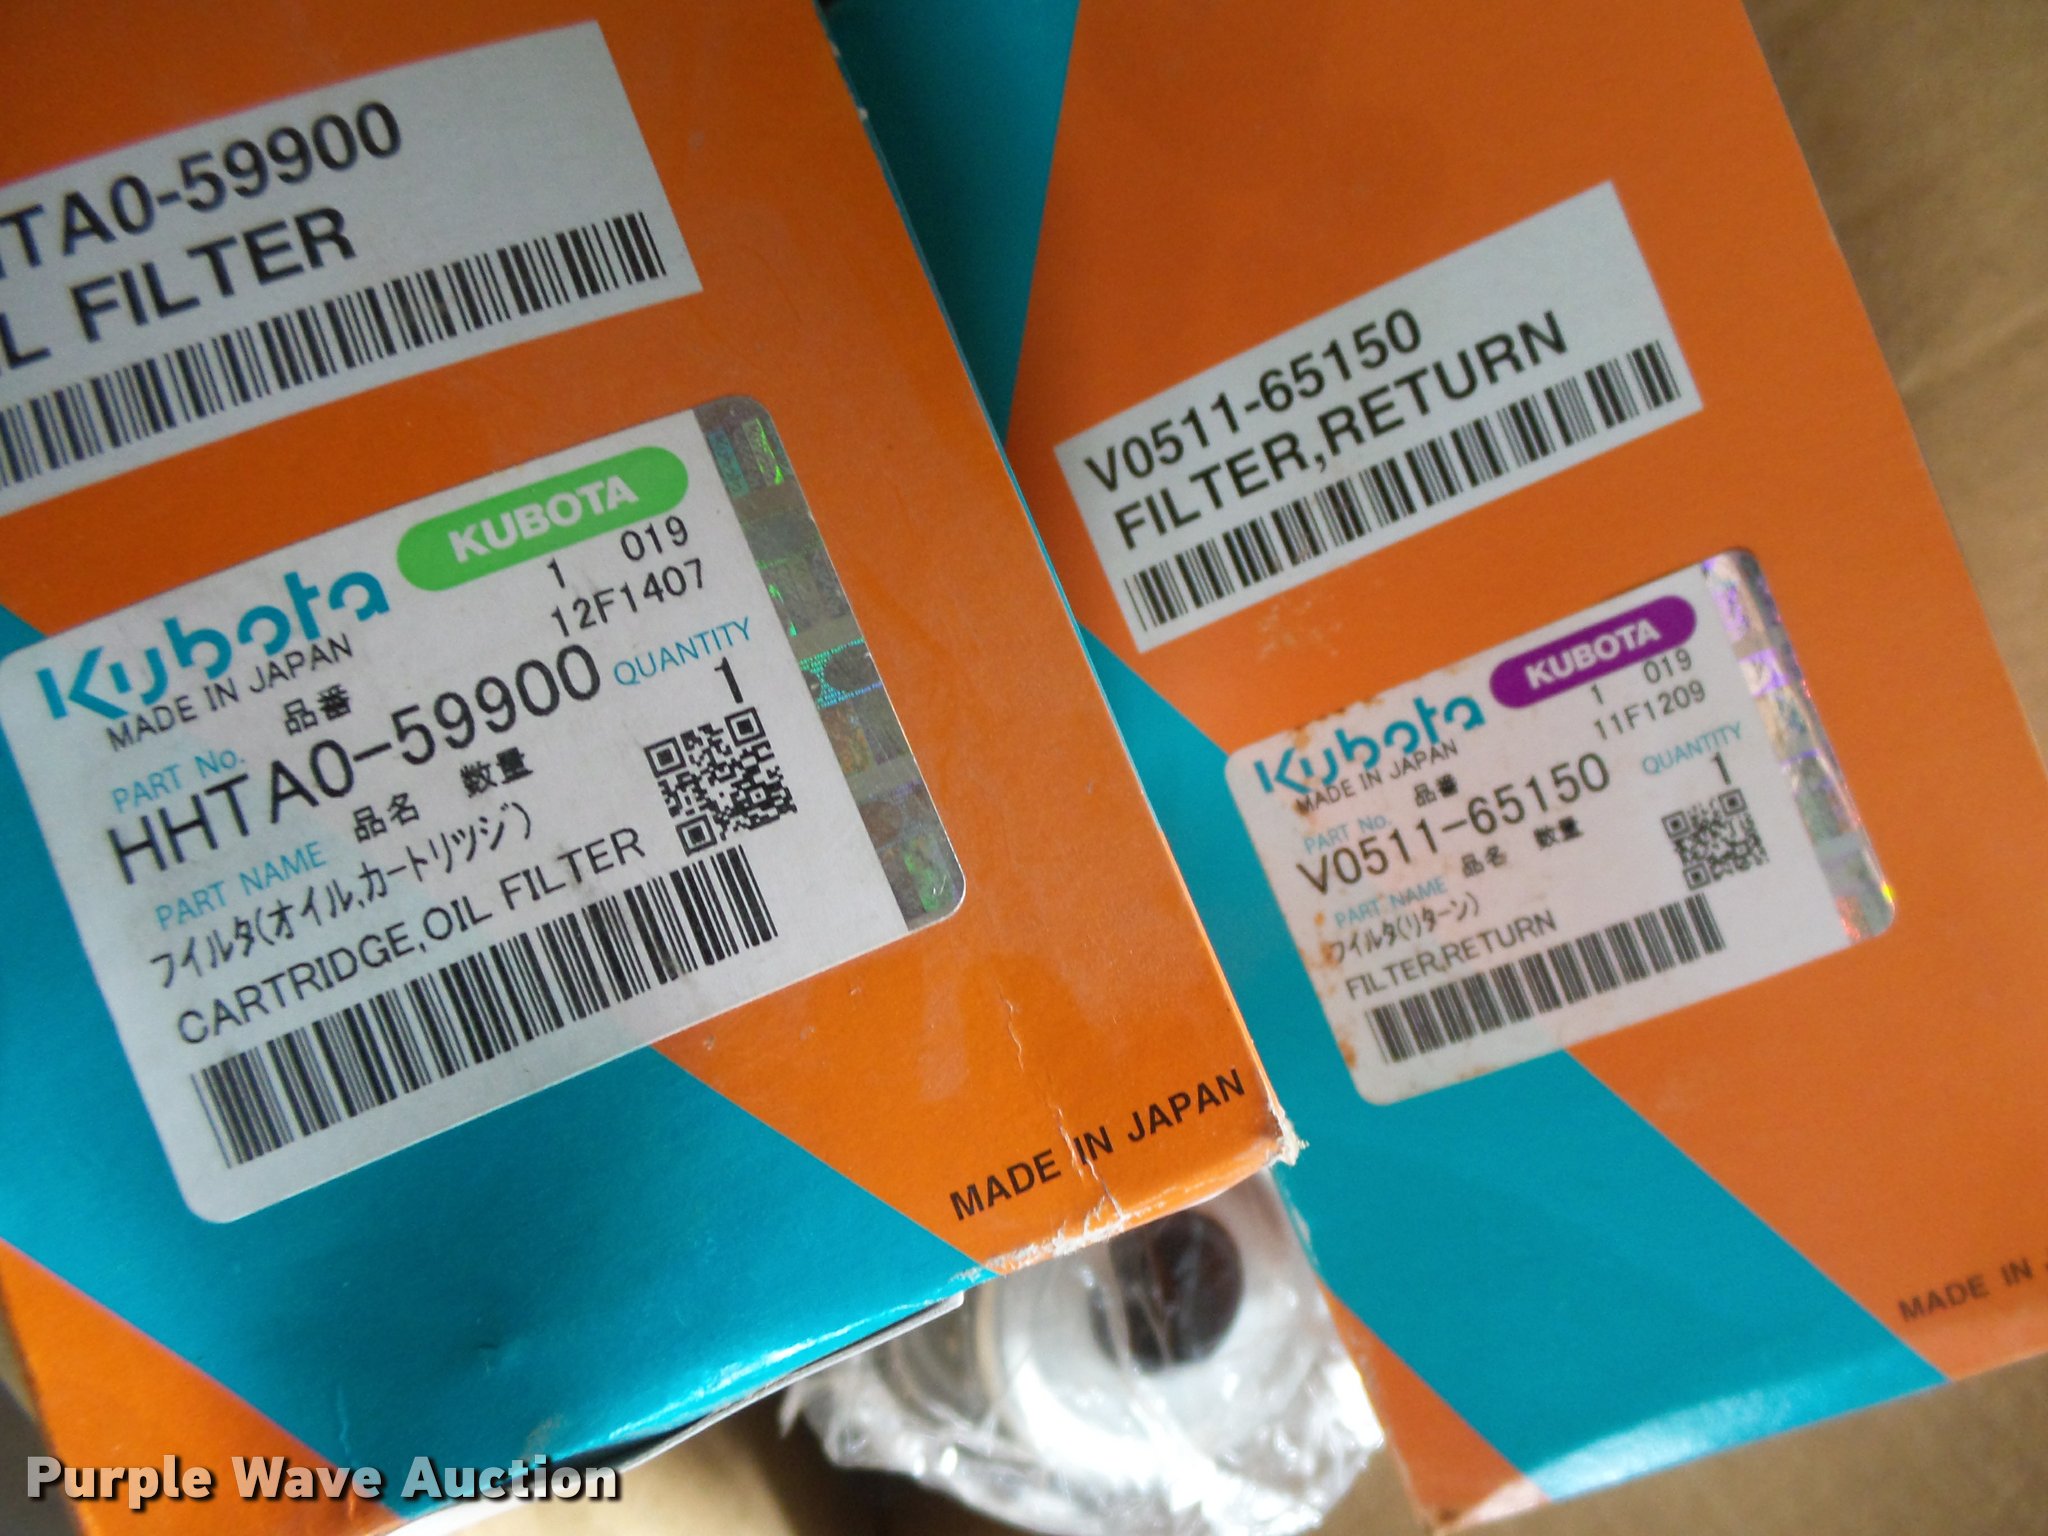 HTA0-59900
L FILTER
Kubota
KUBOTA
MADE IN JAPAN
1 019
12F1407
PART No. 品番
HHTA0-59900
QUANTITY
1
PART NAME 品名 数量
フイルタ(オイル,カートリツジ)
CARTRIDGE,OIL FILTER
MADE IN JAPAN
V0511-65150
FILTER,RETURN
Kubota
KUBOTA
MADE IN JAPAN
1 019
11F1209
PART No. 品番
V0511-65150
QUANTITY
1
PART NAME 品名 数量
フイルタ(リターン)
FILTER,RETURN
MADE IN
Purple Wave Auction